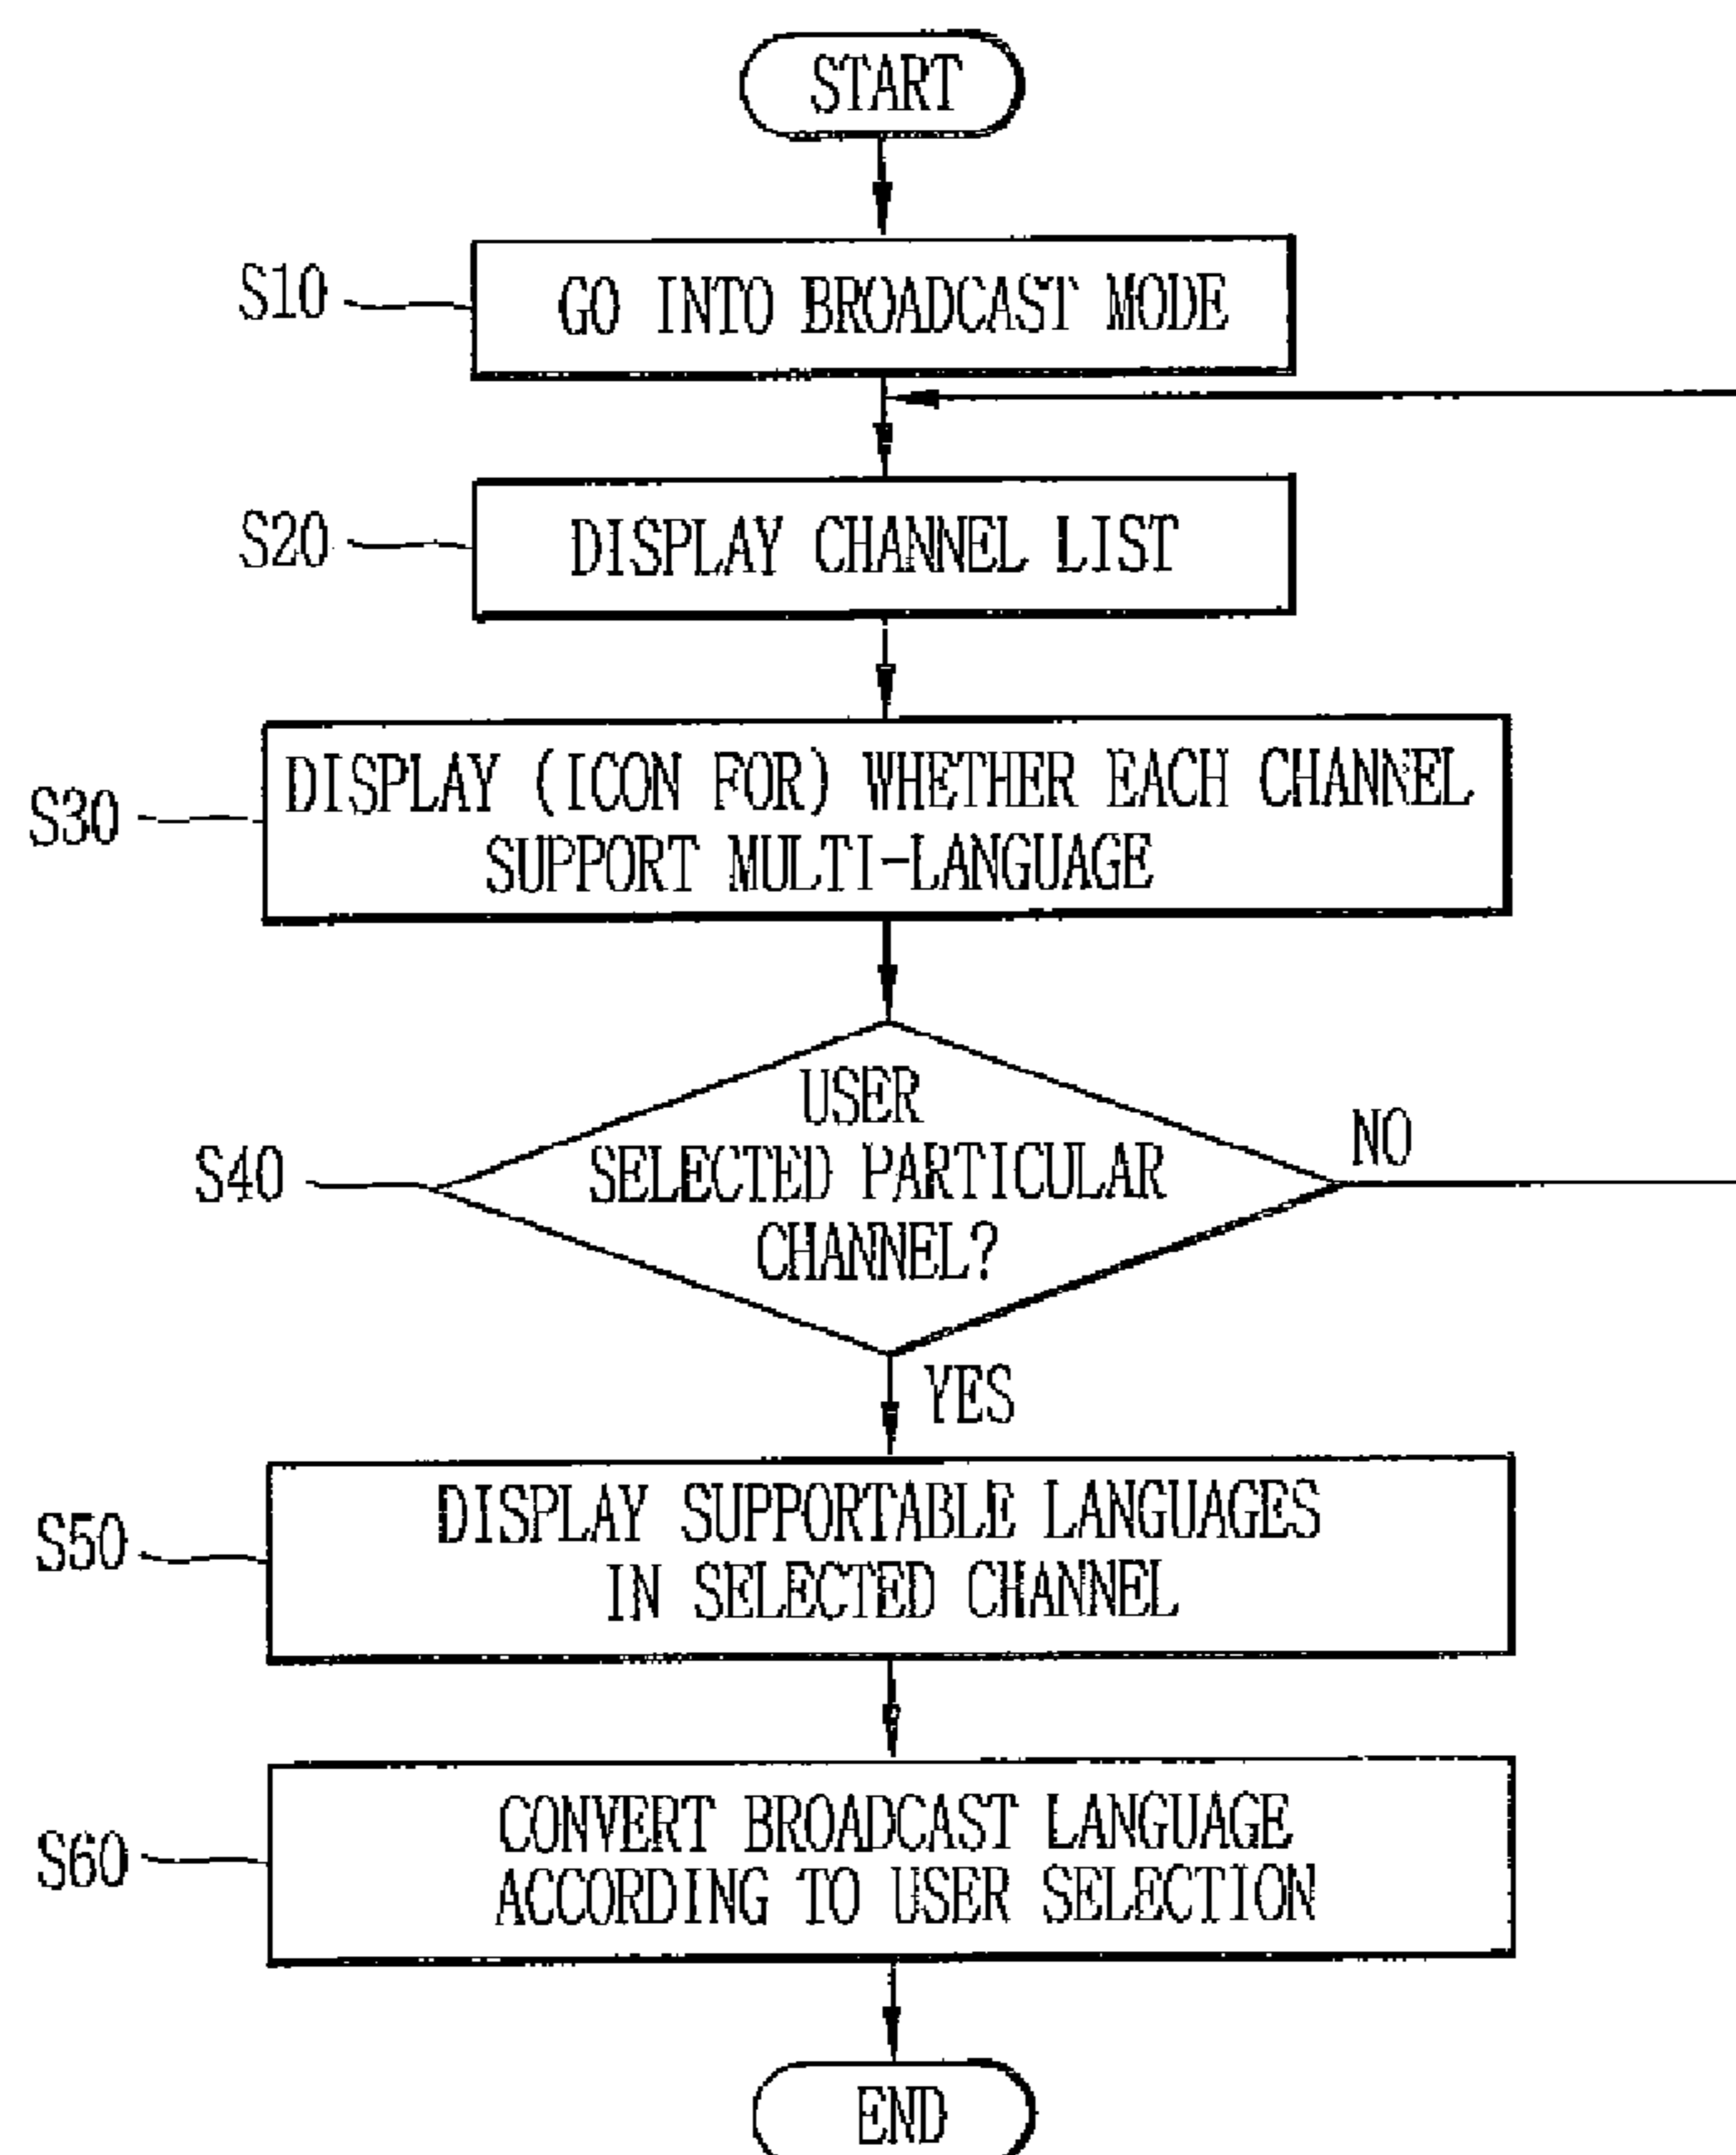 START
S10
GO INTO BROADCAST MODE
S20
DISPLAY CHANNEL LIST
S30
DISPLAY (ICON FOR) WHETHER EACH CHANNEL
SUPPORT MULTI-LANGUAGE
S40
USER
SELECTED PARTICULAR
CHANNEL?
NO
YES
S50
DISPLAY SUPPORTABLE LANGUAGES
IN SELECTED CHANNEL
S60
CONVERT BROADCAST LANGUAGE
ACCORDING TO USER SELECTION
END